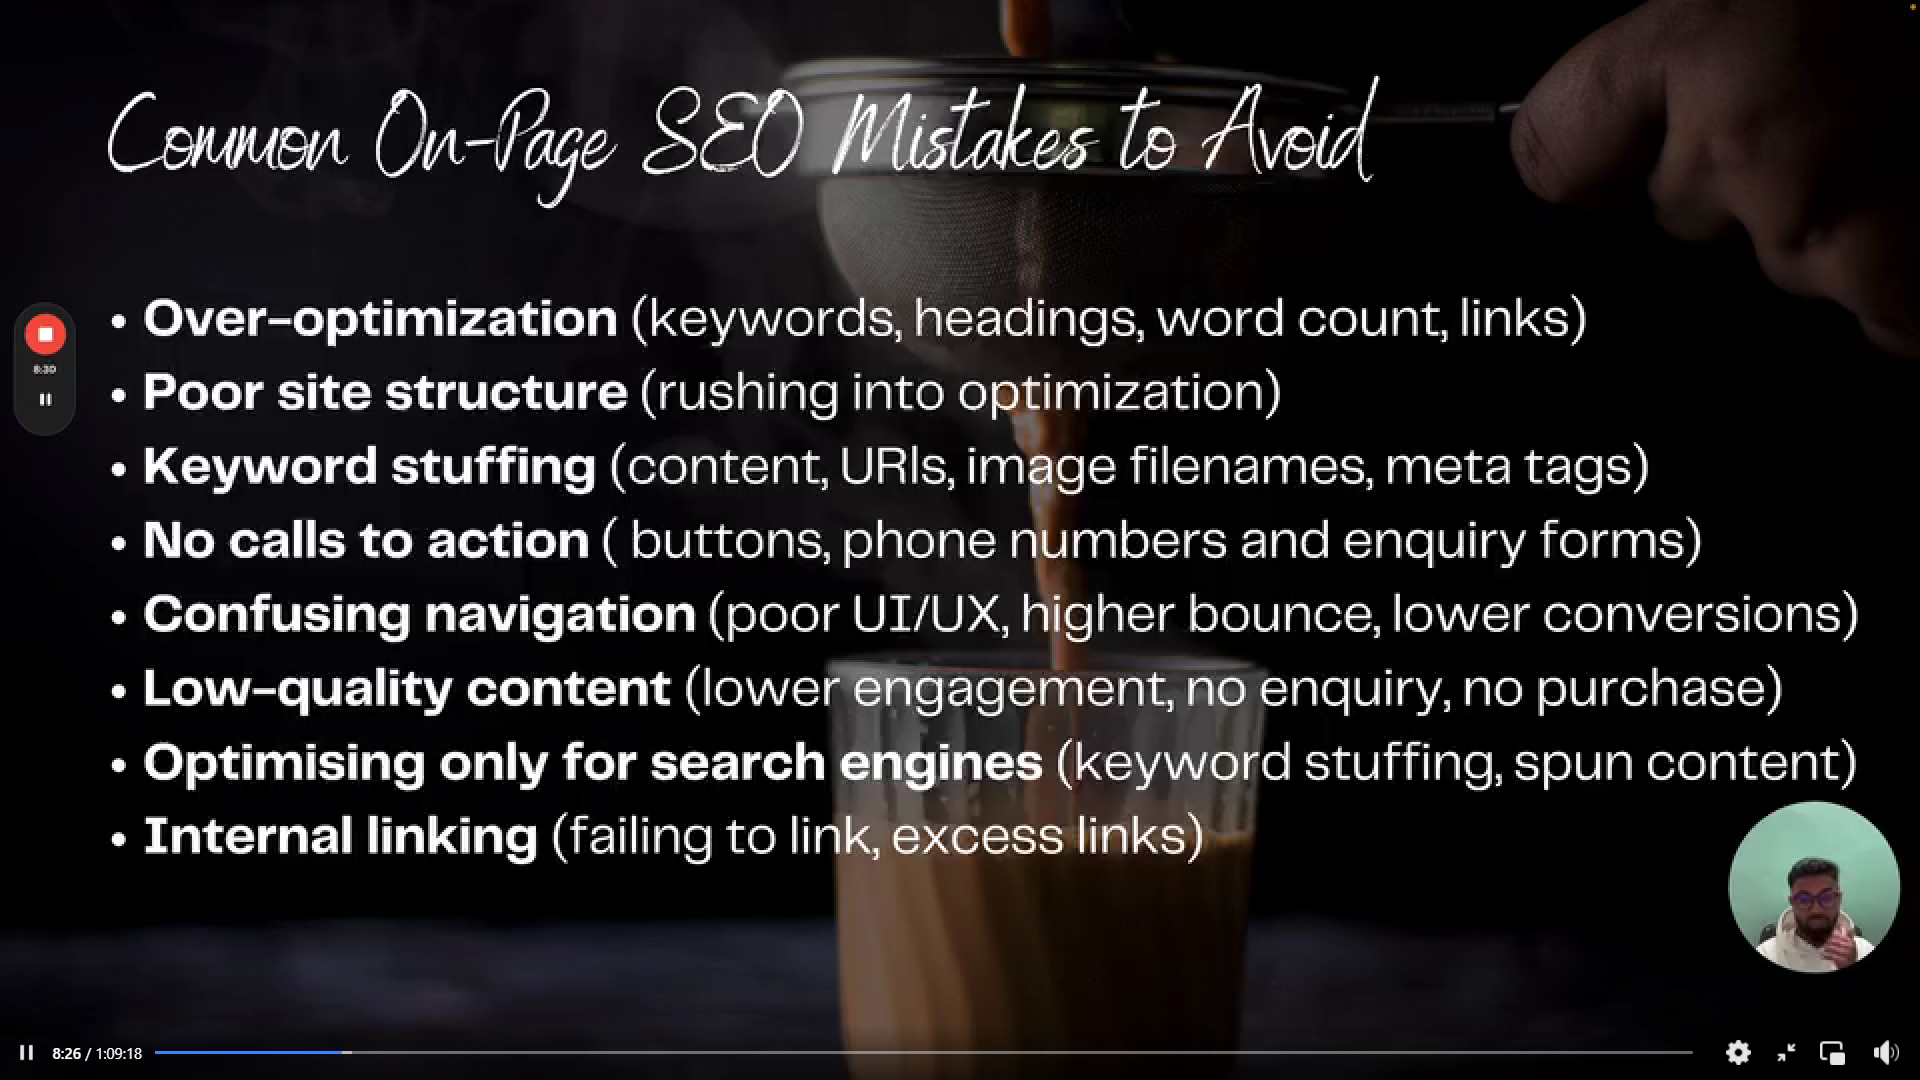 Common On-Page SEO Mistakes to Avoid
• Over-optimization (keywords, headings, word count, links)
• Poor site structure (rushing into optimization)
• Keyword stuffing (content, URls, image filenames, meta tags)
• No calls to action ( buttons, phone numbers and enquiry forms)
• Confusing navigation (poor UI/UX, higher bounce, lower conversions)
• Low-quality content (lower engagement, no enquiry, no purchase)
• Optimising only for search engines (keyword stuffing, spun content)
• Internal linking (failing to link, excess links)
8:30
8:26 / 1:09:18